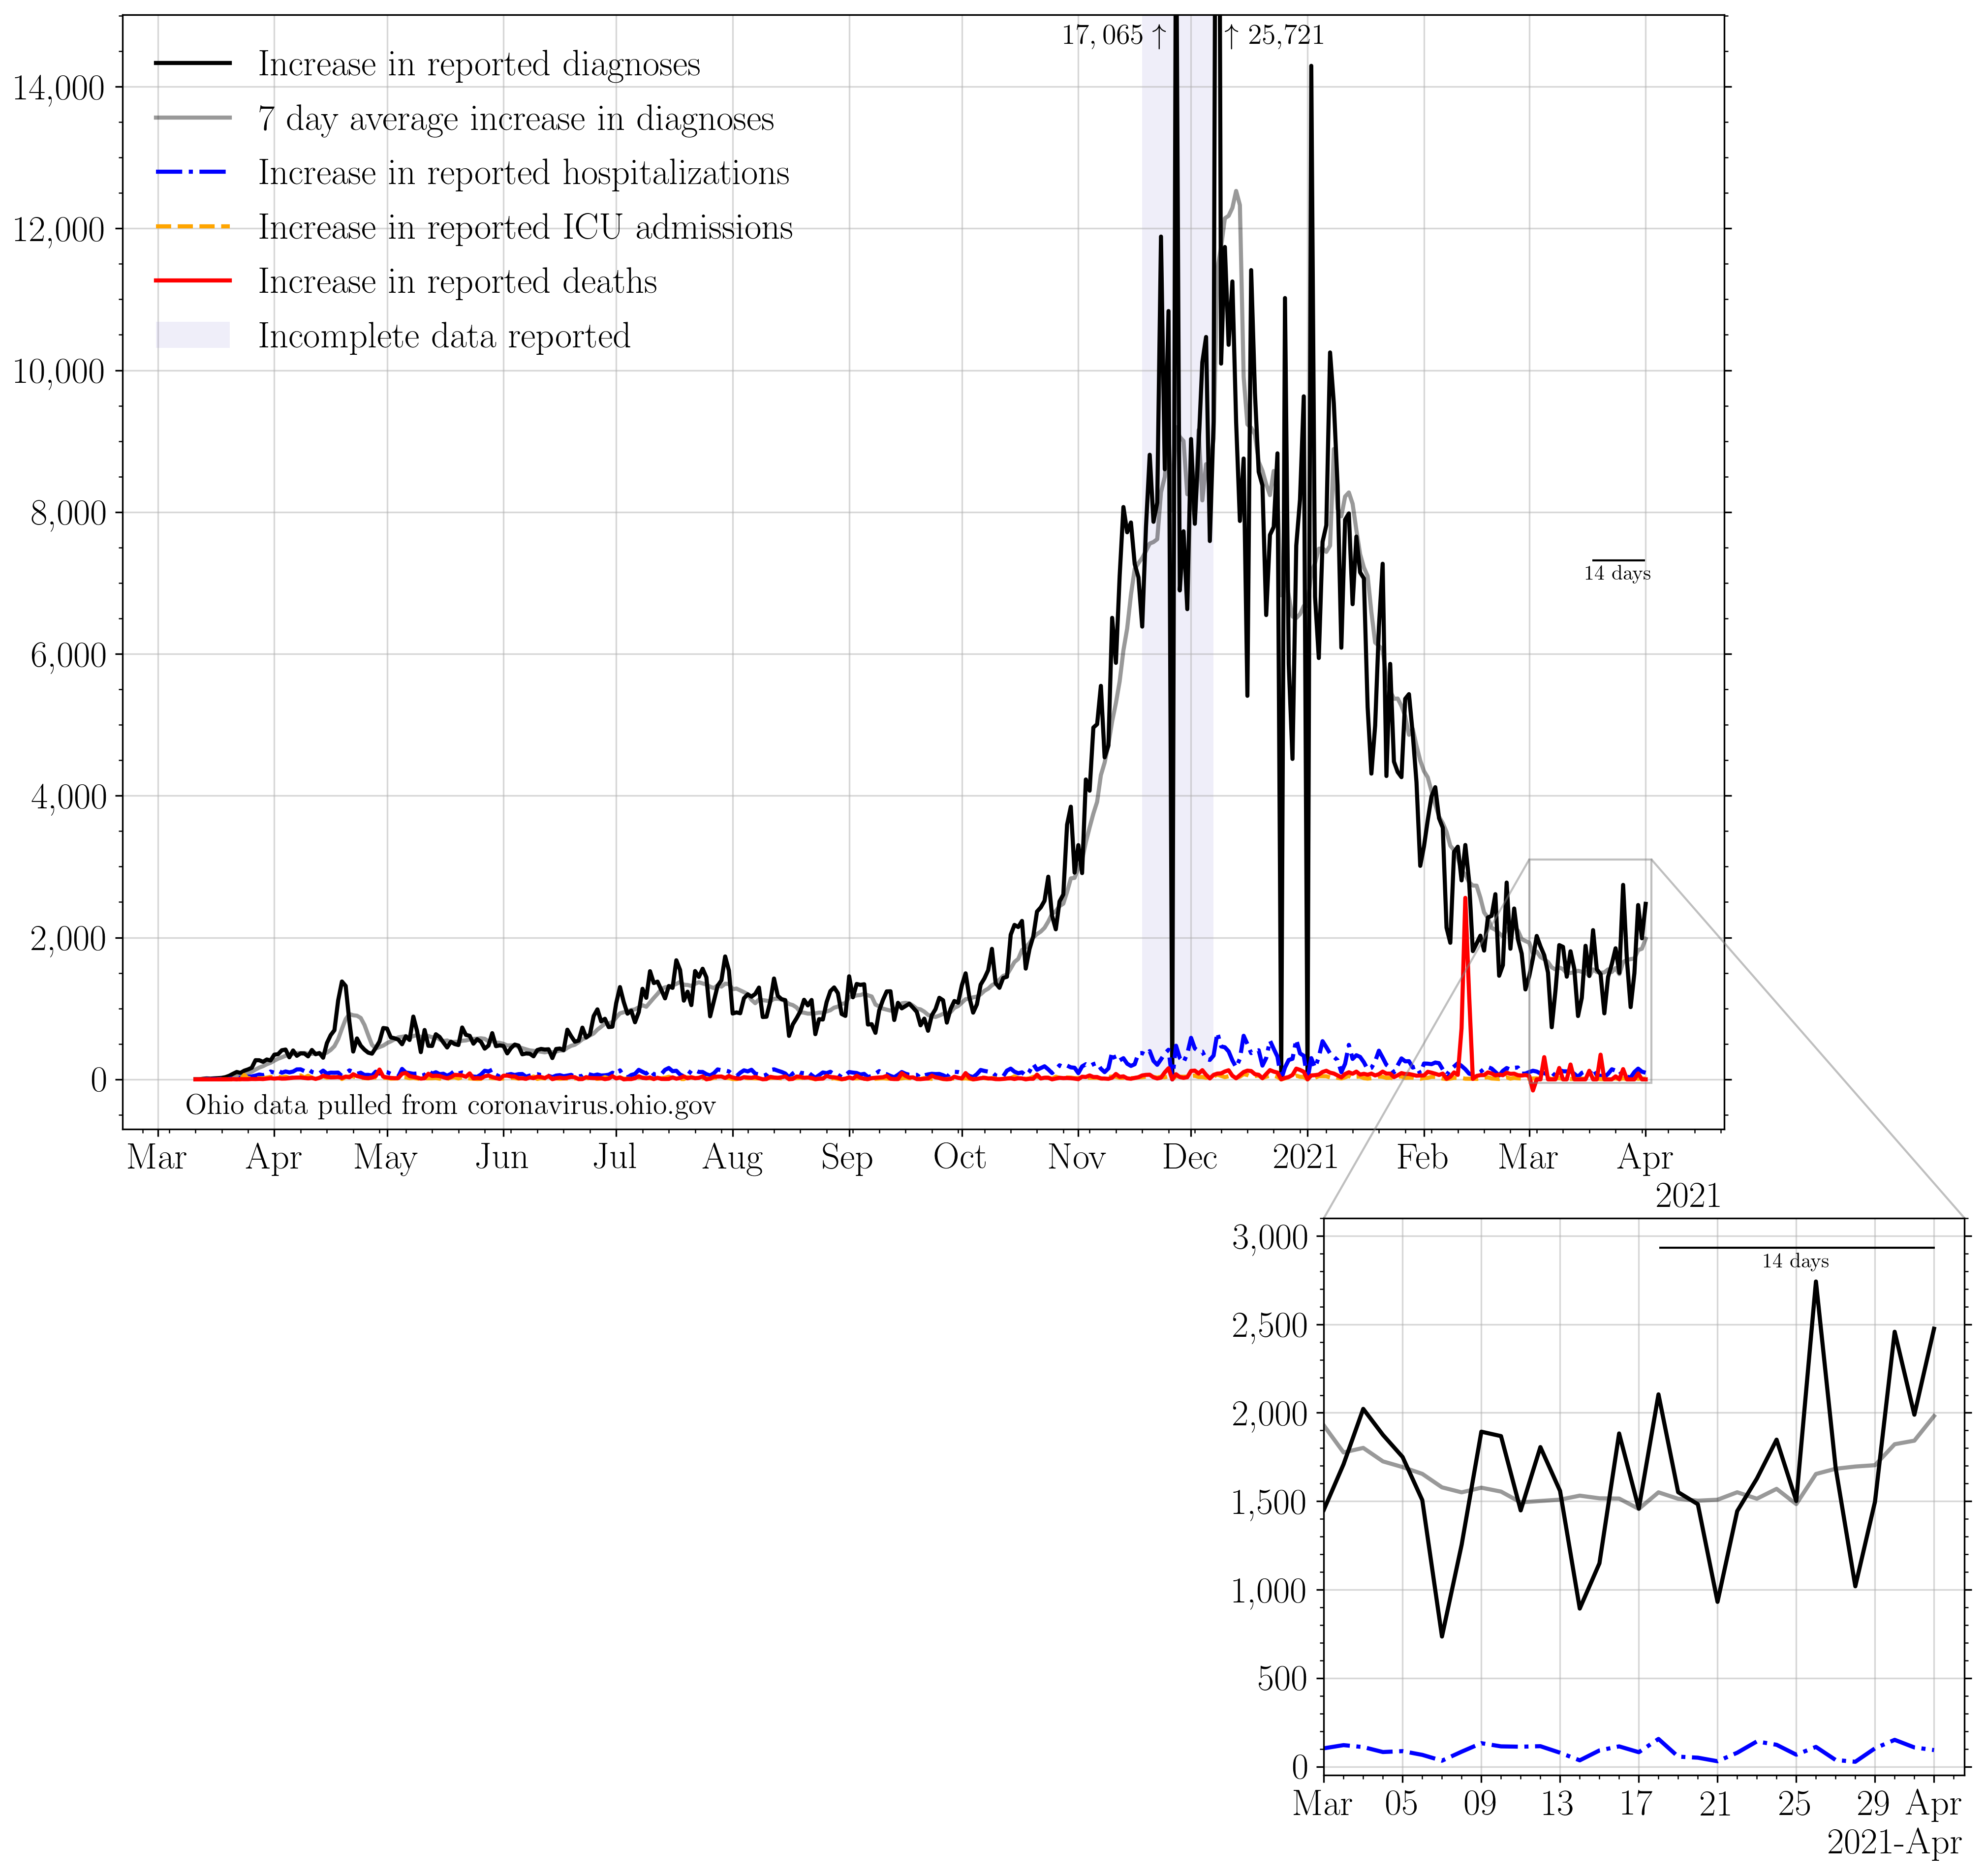 17,065 ↑ ↑ 25,721
Increase in reported diagnoses
7 day average increase in diagnoses
Increase in reported hospitalizations
Increase in reported ICU admissions
Increase in reported deaths
Incomplete data reported
14,000
12,000
10,000
8,000
6,000
4,000
2,000
0
14 days
Ohio data pulled from coronavirus.ohio.gov
Mar Apr May Jun Jul Aug Sep Oct Nov Dec 2021 Feb Mar Apr
2021
3,000
2,500
2,000
1,500
1,000
500
0
14 days
Mar 05 09 13 17 21 25 29 Apr
2021-Apr